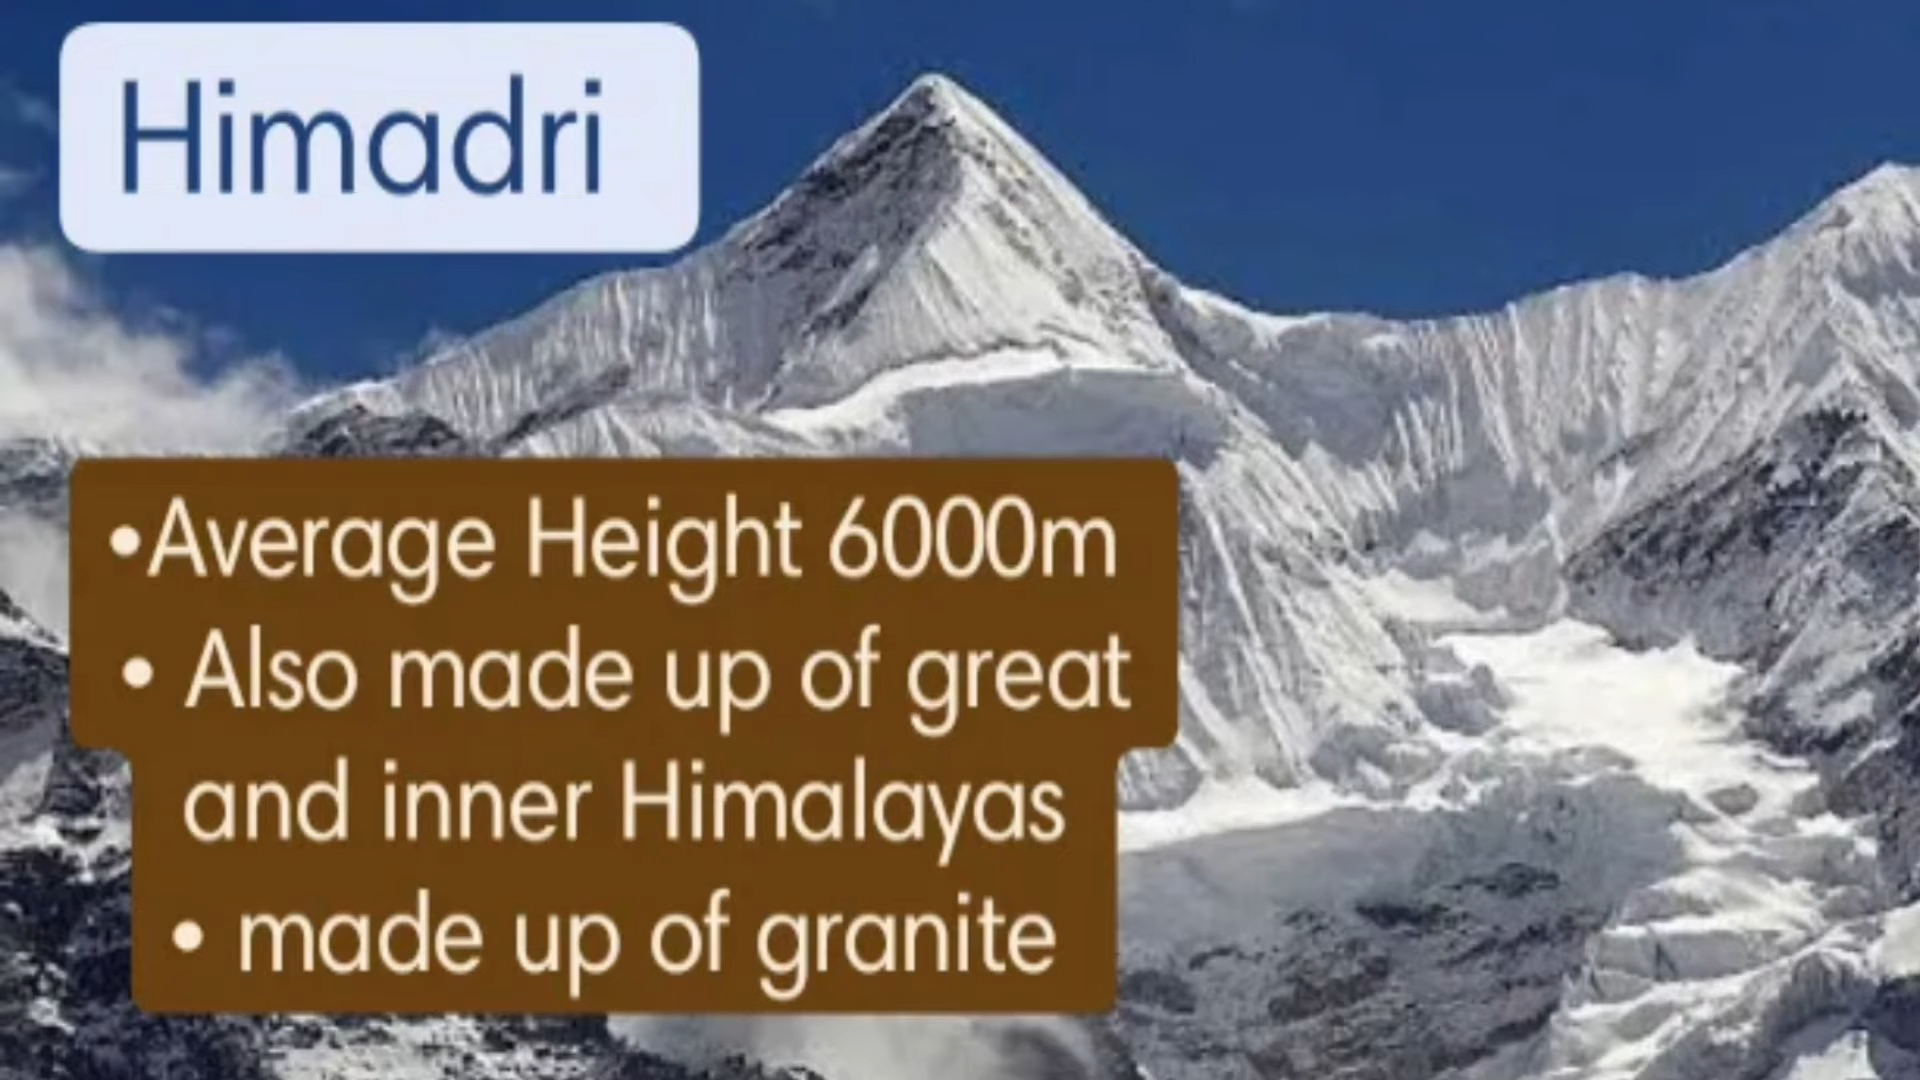 Himadri
•Average Height 6000m
• Also made up of great
and inner Himalayas
• made up of granite